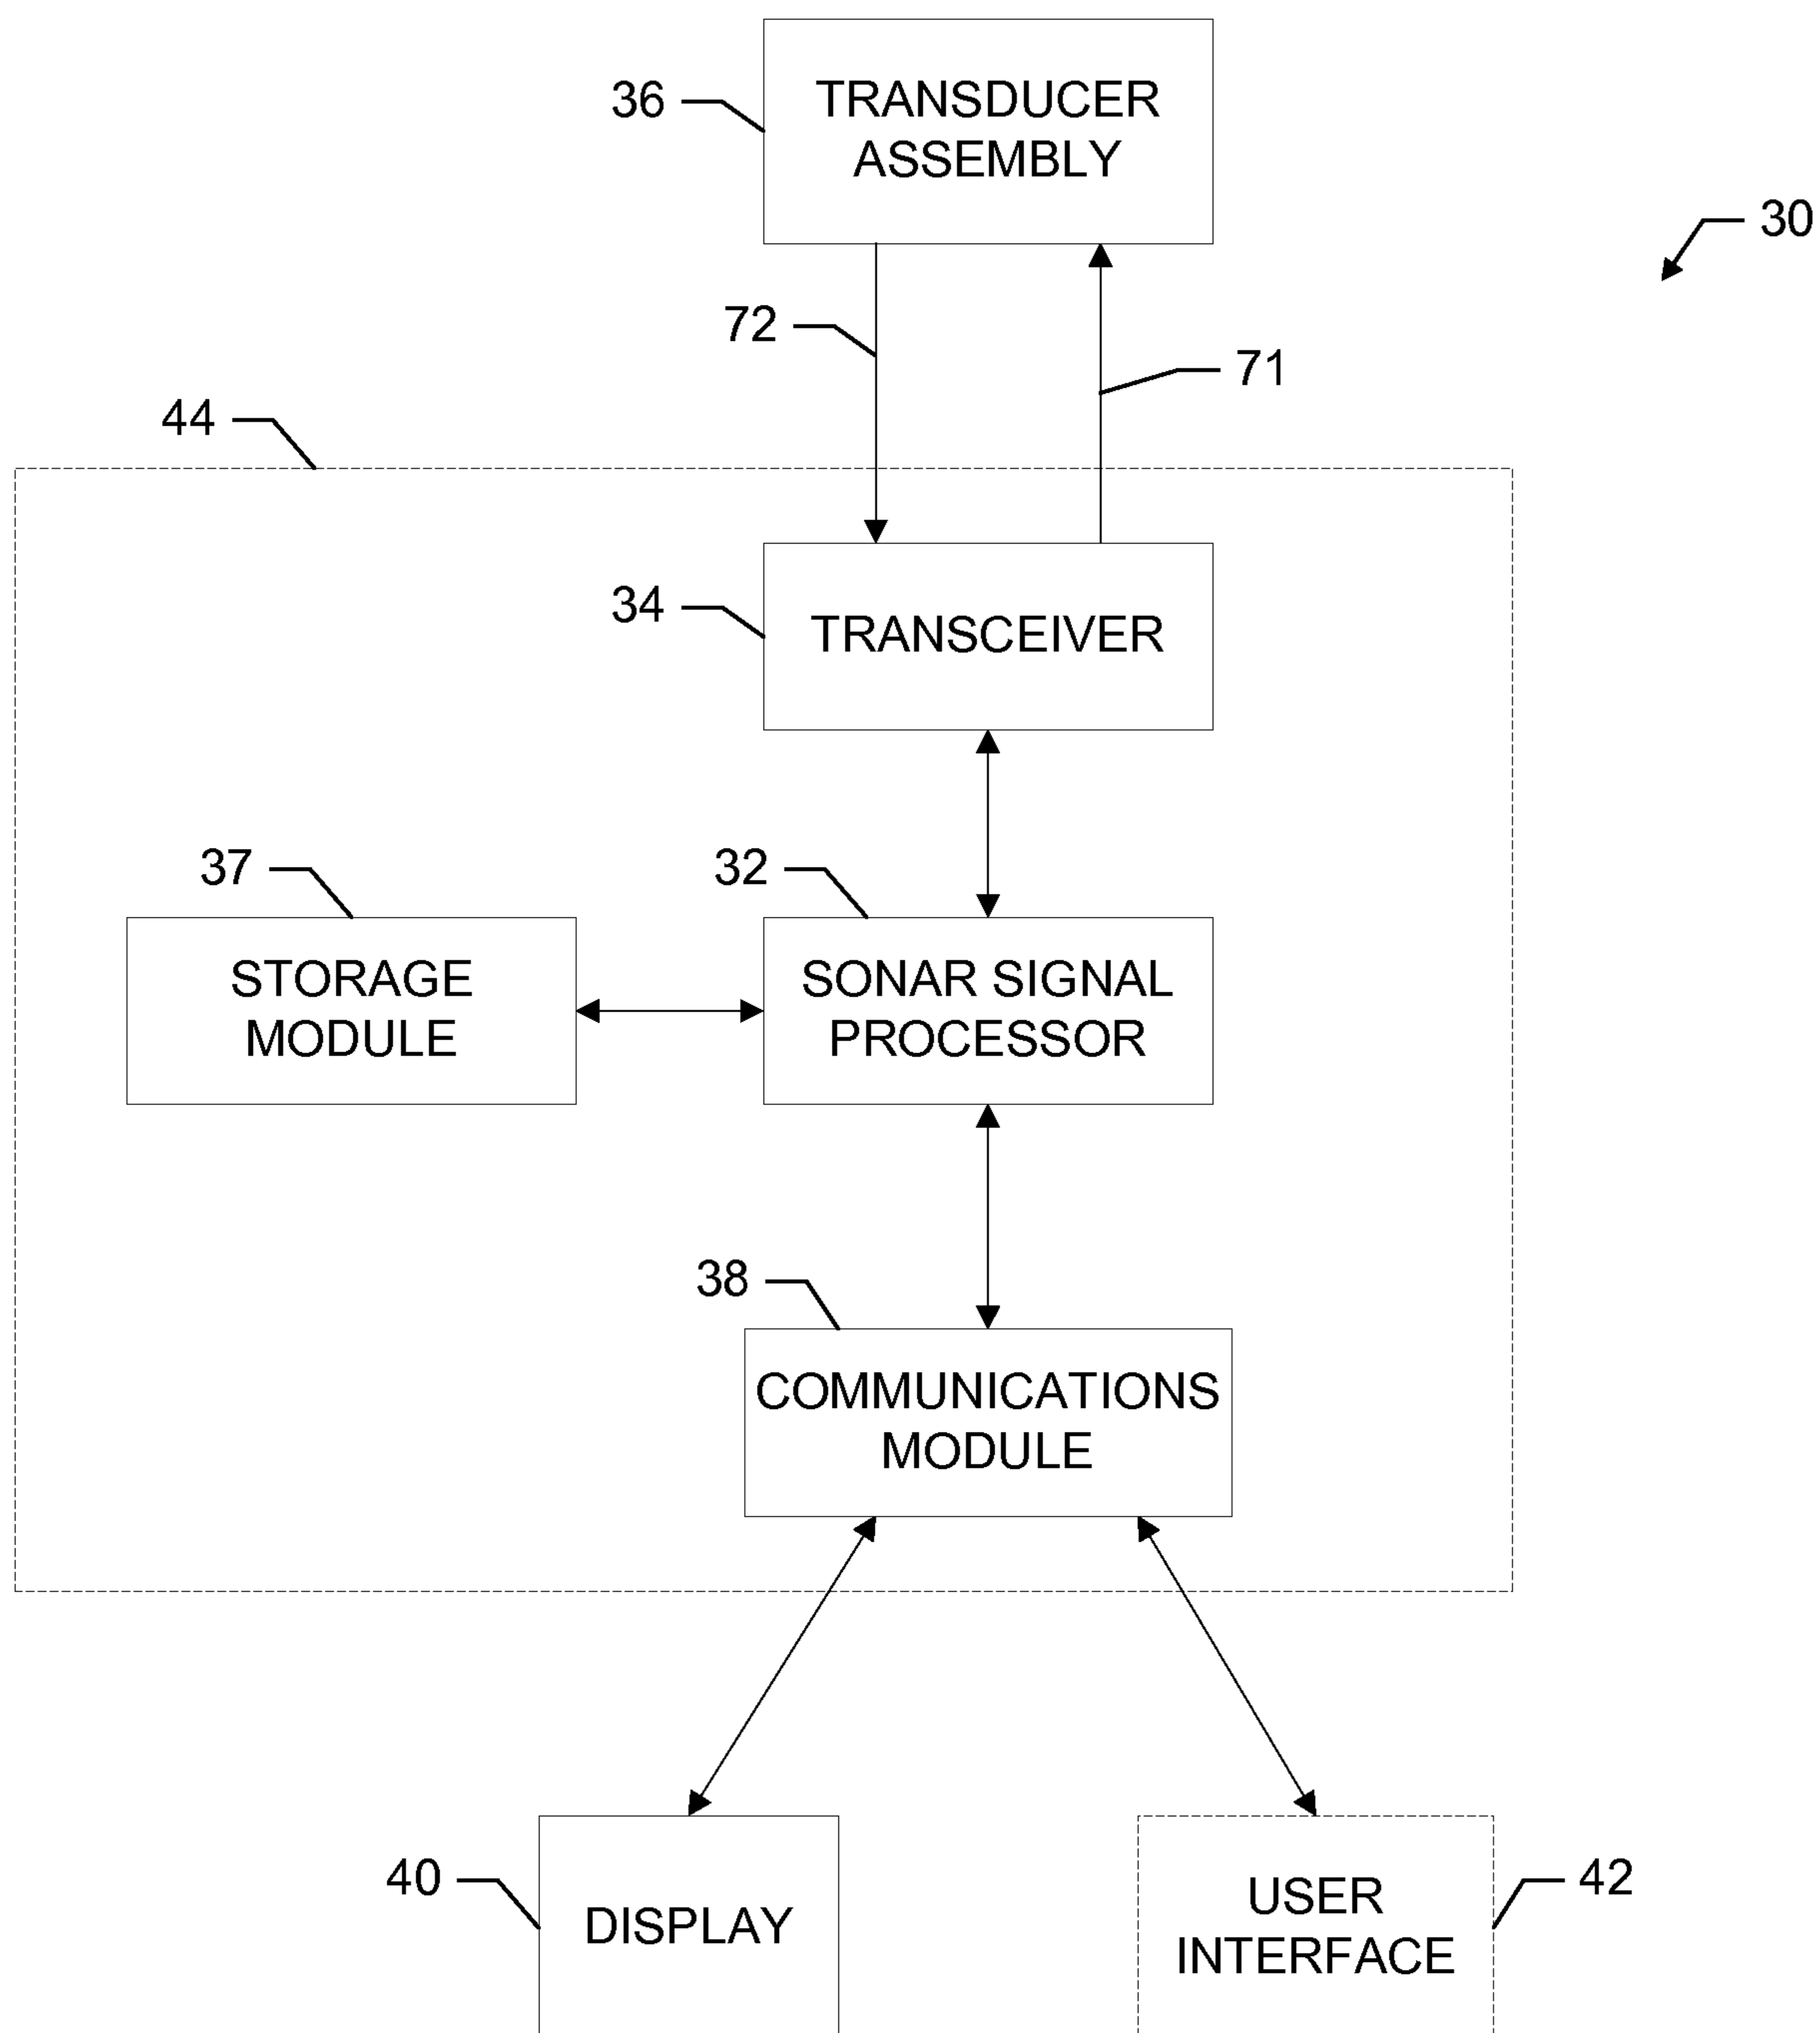 36
TRANSDUCER
ASSEMBLY
30
72
71
44
34
TRANSCEIVER
37
32
STORAGE
MODULE
SONAR SIGNAL
PROCESSOR
38
COMMUNICATIONS
MODULE
40
DISPLAY
USER
INTERFACE
42